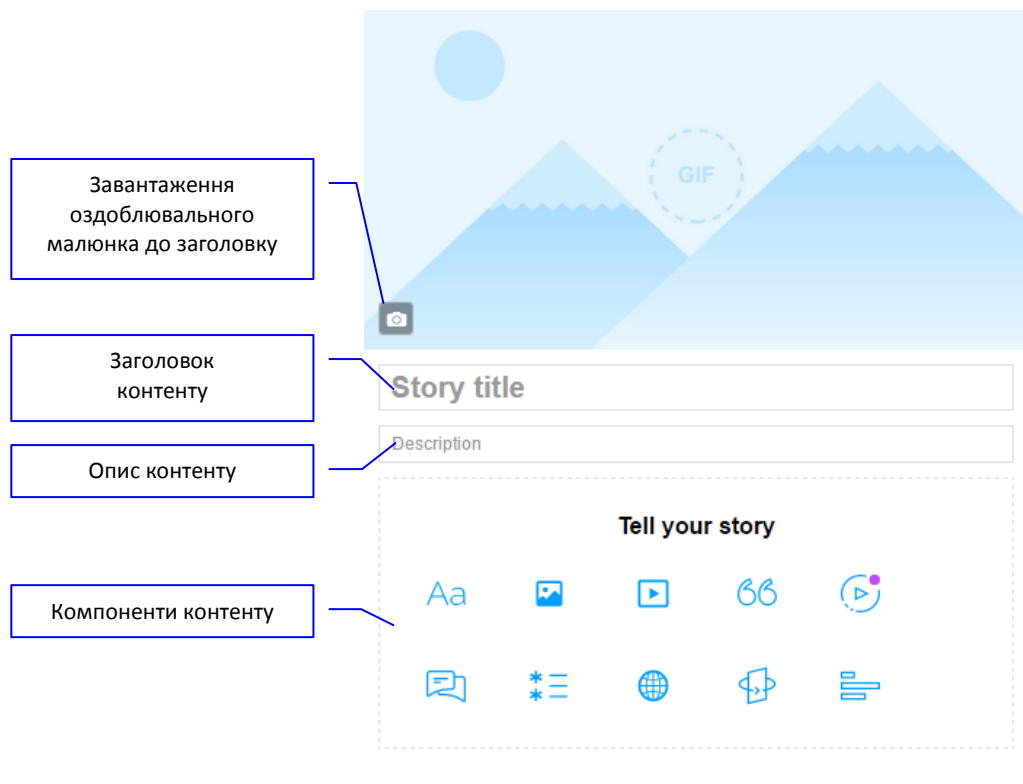 GIF
Завантаження
оздоблювального
малюнка до заголовку
Заголовок
контенту
Story title
Description
Опис контенту
Tell your story
Aa
Компоненти контенту